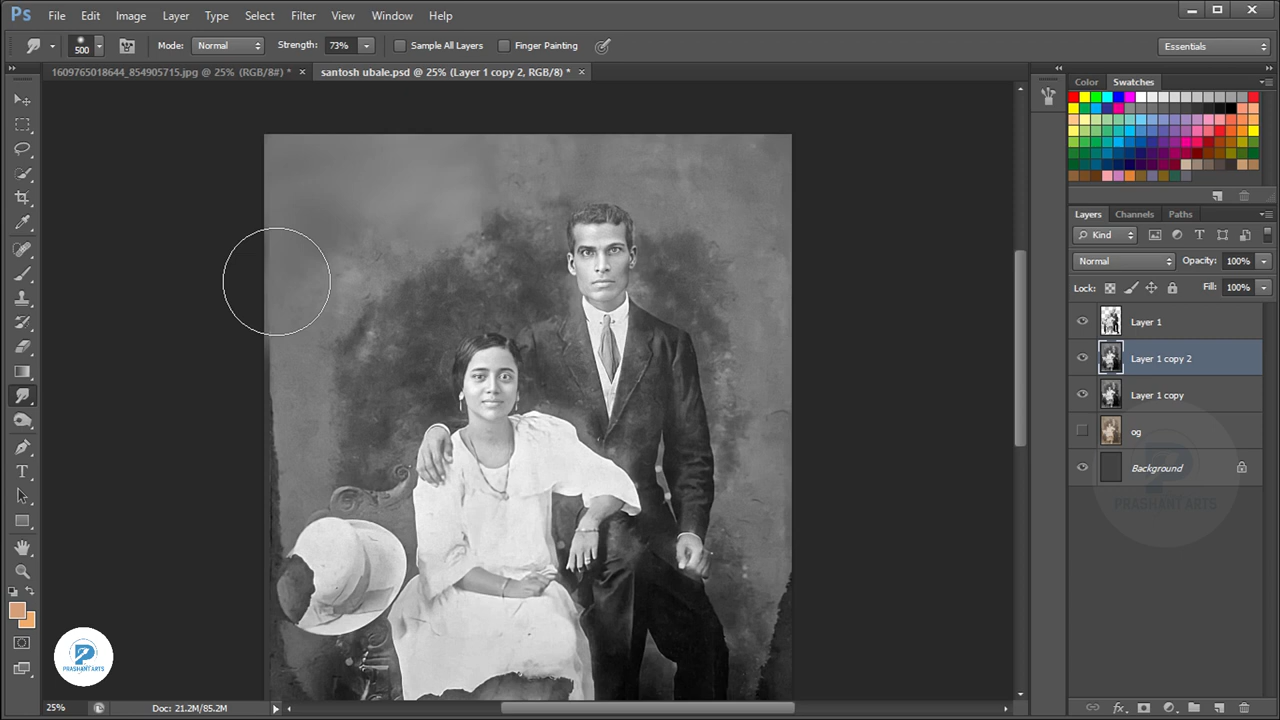 Ps File Edit Image Layer Type Select Filter View Window Help
500 Mode: Normal Strength: 73% Sample All Layers Finger Painting Essentials
1609765018644_854905715.jpg @ 25% (RGB/8#) * × santosh ubale.psd @ 25% (Layer 1 copy 2, RGB/8) * ×
Color Swatches
Layers Channels Paths
Kind
Normal Opacity: 100%
Lock: Fill: 100%
Layer 1
Layer 1 copy 2
Layer 1 copy
og
Background
PRASHANT ARTS
PRASHANT ARTS
25% Doc: 21.2M/85.2M